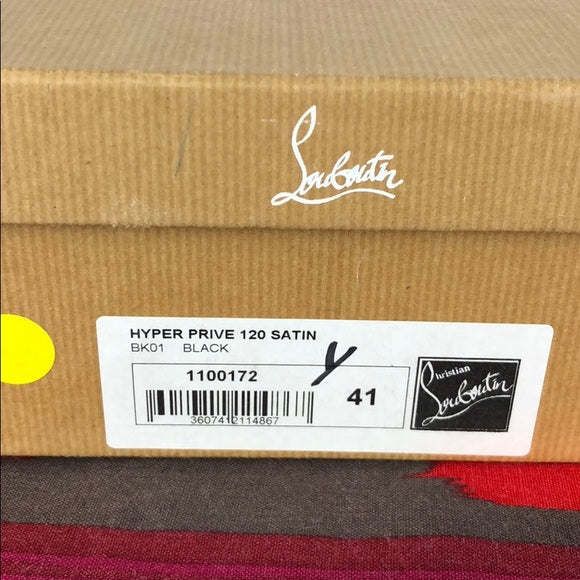 Louboutin
HYPER PRIVE 120 SATIN
BK01 BLACK
1100172
41
3607412114867
Christian
Louboutin